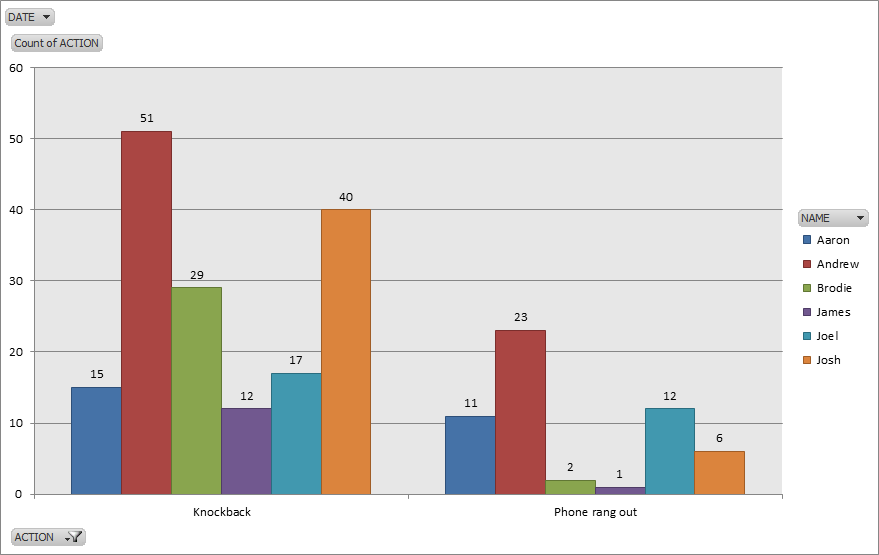 DATE
Count of ACTION
60
50
40
30
20
10
0
51
40
29
15
17
12
23
11
12
6
2
1
Knockback
Phone rang out
NAME
Aaron
Andrew
Brodie
James
Joel
Josh
ACTION